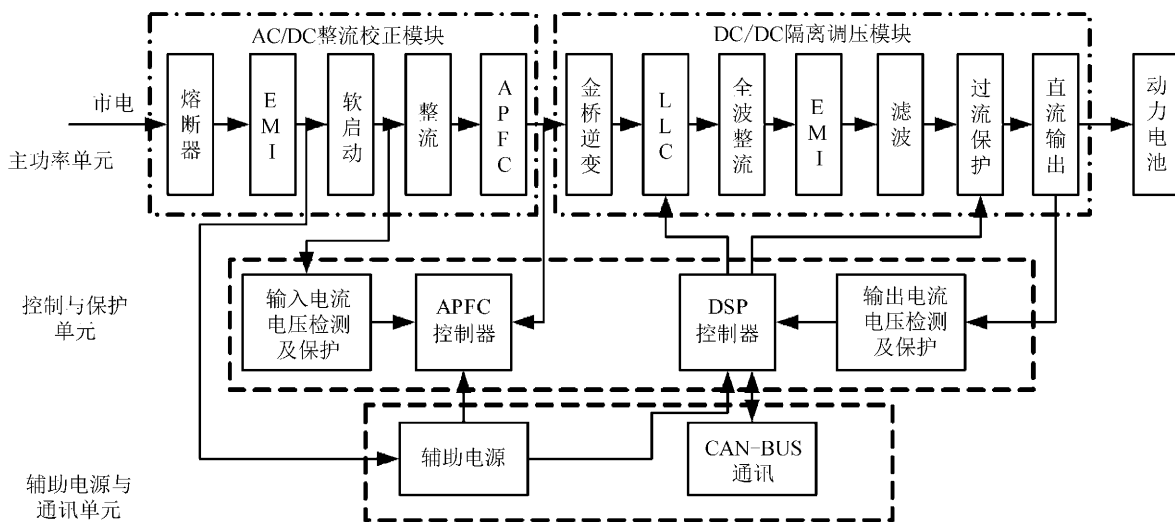 AC/DC整流校正模块
DC/DC隔离调压模块
市电
主功率单元
熔断器
EMI
软启动
整流
APFC
金桥逆变
LLC
全波整流
EMI
滤波
过流保护
直流输出
动力电池
控制与保护
单元
输入电流
电压检测
及保护
APFC
控制器
DSP
控制器
输出电流
电压检测
及保护
辅助电源与
通讯单元
辅助电源
CAN-BUS
通讯